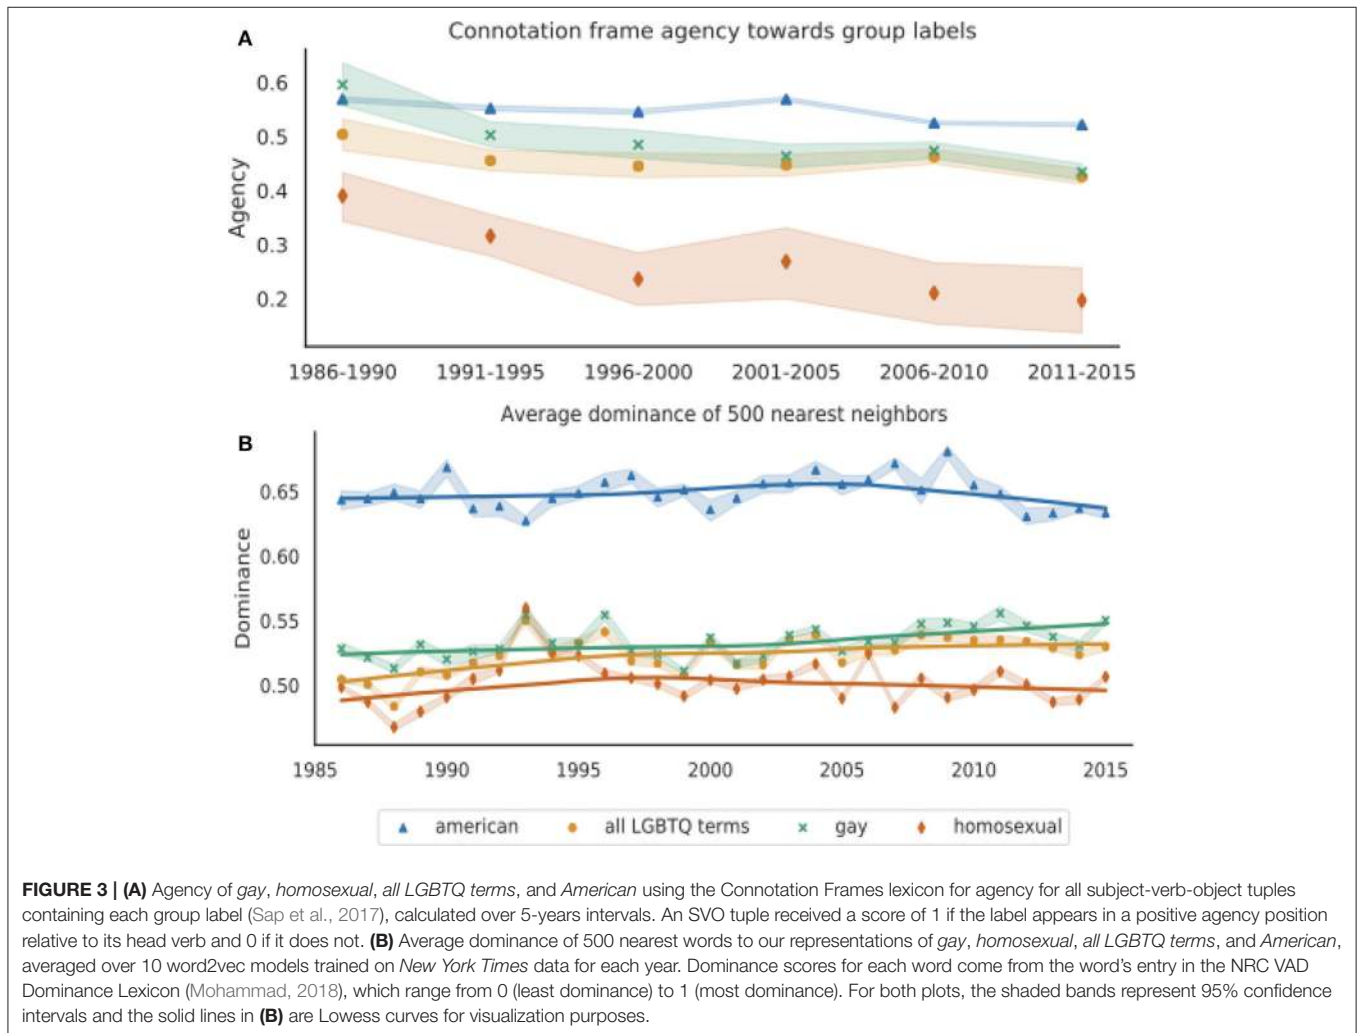 A
Connotation frame agency towards group labels
Agency
0.6
0.5
0.4
0.3
0.2
1986-1990 1991-1995 1996-2000 2001-2005 2006-2010 2011-2015
Average dominance of 500 nearest neighbors
B
Dominance
0.65
0.60
0.55
0.50
1985 1990 1995 2000 2005 2010 2015
american all LGBTQ terms gay homosexual
FIGURE 3 | (A) Agency of gay, homosexual, all LGBTQ terms, and American using the Connotation Frames lexicon for agency for all subject-verb-object tuples
containing each group label (Sap et al., 2017), calculated over 5-years intervals. An SVO tuple received a score of 1 if the label appears in a positive agency position
relative to its head verb and 0 if it does not. (B) Average dominance of 500 nearest words to our representations of gay, homosexual, all LGBTQ terms, and American,
averaged over 10 word2vec models trained on New York Times data for each year. Dominance scores for each word come from the word's entry in the NRC VAD
Dominance Lexicon (Mohammad, 2018), which range from 0 (least dominance) to 1 (most dominance). For both plots, the shaded bands represent 95% confidence
intervals and the solid lines in (B) are Lowess curves for visualization purposes.